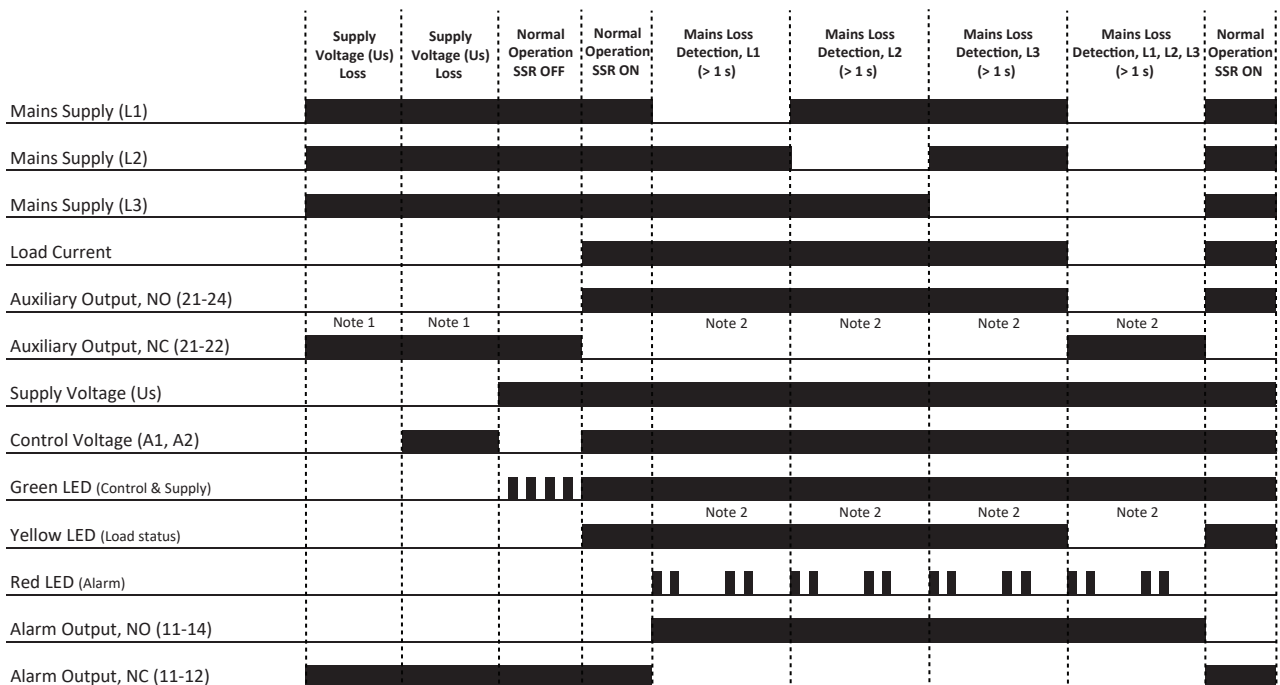 Supply Voltage (Us) Loss
Supply Voltage (Us) Loss
Normal Operation SSR OFF
Normal Operation SSR ON
Mains Loss Detection, L1 (> 1 s)
Mains Loss Detection, L2 (> 1 s)
Mains Loss Detection, L3 (> 1 s)
Mains Loss Detection, L1, L2, L3 (> 1 s)
Normal Operation SSR ON
Mains Supply (L1)
Mains Supply (L2)
Mains Supply (L3)
Load Current
Auxiliary Output, NO (21-24)
Note 1 Note 1 Note 2 Note 2 Note 2 Note 2
Auxiliary Output, NC (21-22)
Supply Voltage (Us)
Control Voltage (A1, A2)
Green LED (Control & Supply)
Note 2 Note 2 Note 2 Note 2
Yellow LED (Load status)
Red LED (Alarm)
Alarm Output, NO (11-14)
Alarm Output, NC (11-12)